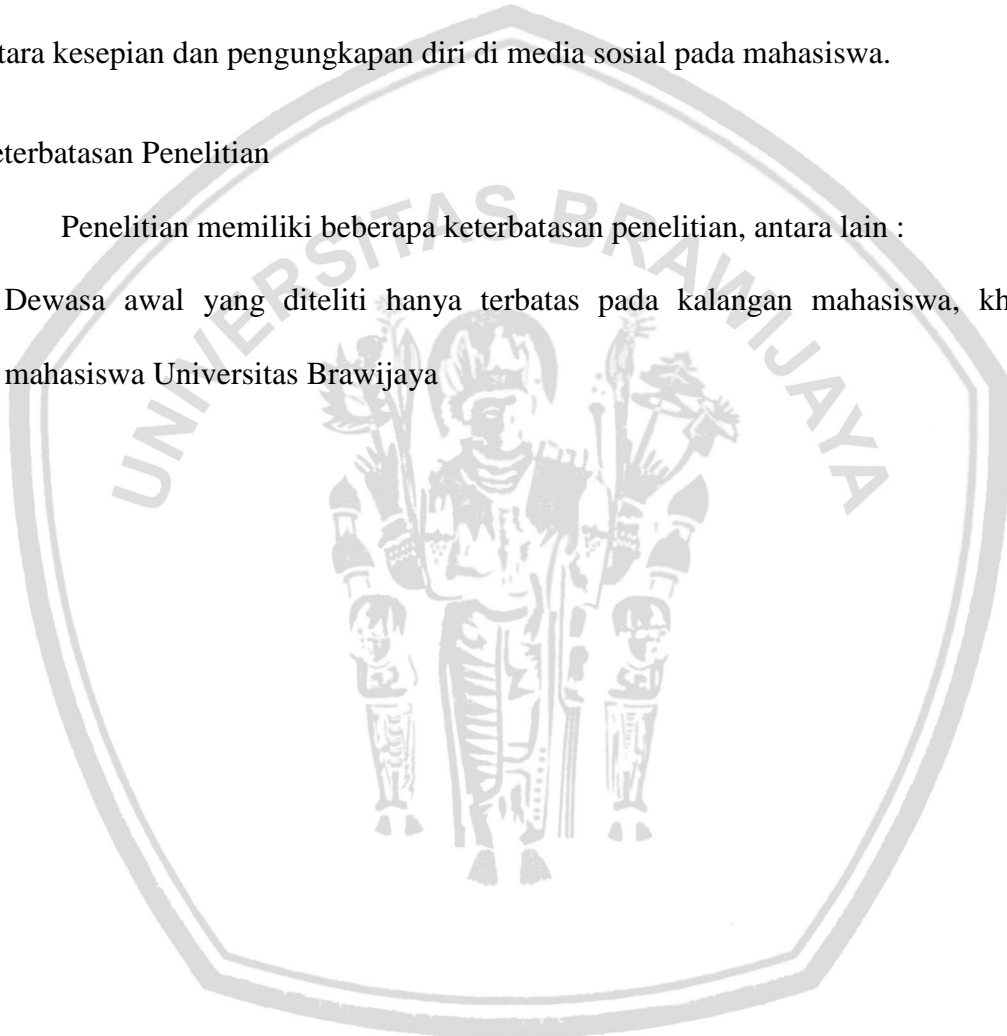 tara kesepian dan pengungkapan diri di media sosial pada mahasiswa.
eterbatasan Penelitian
Penelitian memiliki beberapa keterbatasan penelitian, antara lain :
Dewasa awal yang diteliti hanya terbatas pada kalangan mahasiswa, kh
mahasiswa Universitas Brawijaya
UNIVERSITAS BRAWIJAYA